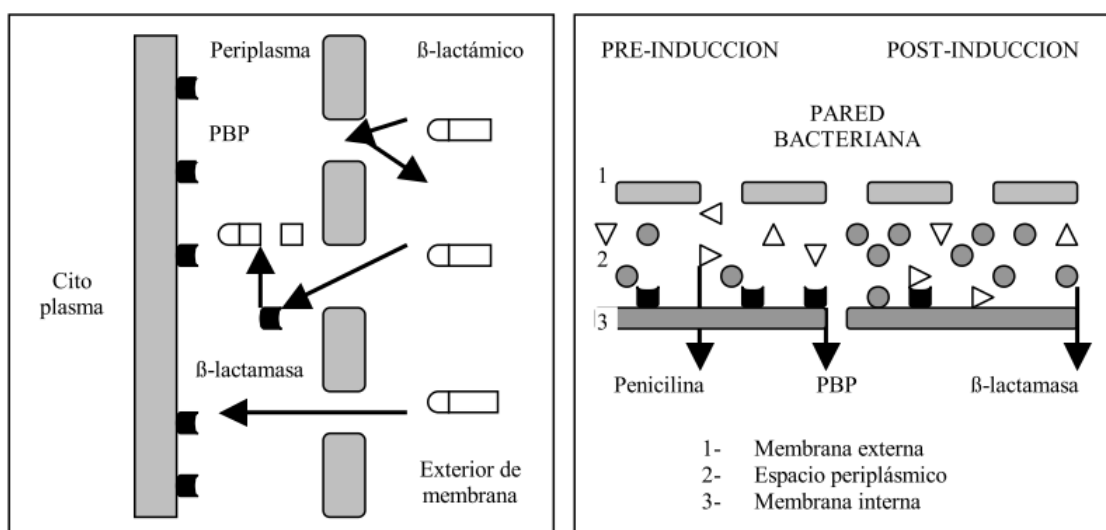 Periplasma
ß-lactámico
PBP
Cito
plasma
ß-lactamasa
Exterior de
membrana
PRE-INDUCCION
POST-INDUCCION
PARED
BACTERIANA
1
2
3
Penicilina
PBP
ß-lactamasa
1- Membrana externa
2- Espacio periplásmico
3- Membrana interna